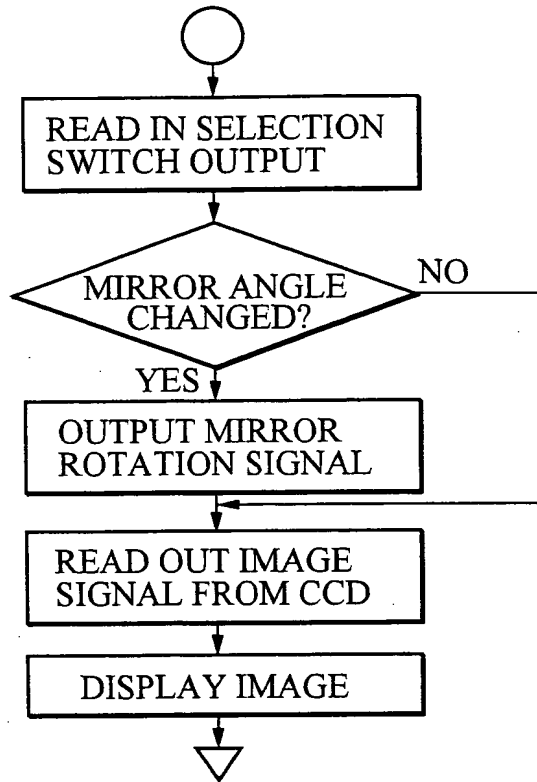 READ IN SELECTION
SWITCH OUTPUT
MIRROR ANGLE
CHANGED?
NO
YES
OUTPUT MIRROR
ROTATION SIGNAL
READ OUT IMAGE
SIGNAL FROM CCD
DISPLAY IMAGE